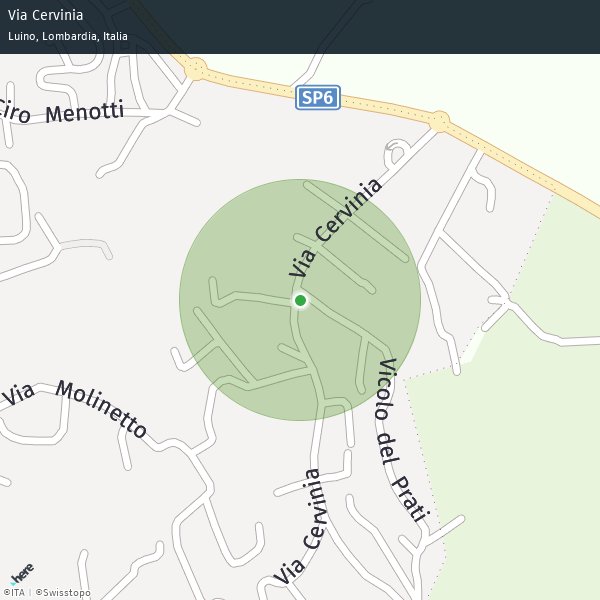 Via Cervinia
Luino, Lombardia, Italia
Ciro Menotti
SP6
Via Cervinia
Vicolo del Prati
Via Molinetto
Via Cervinia
here
©ITA | ©Swisstopo